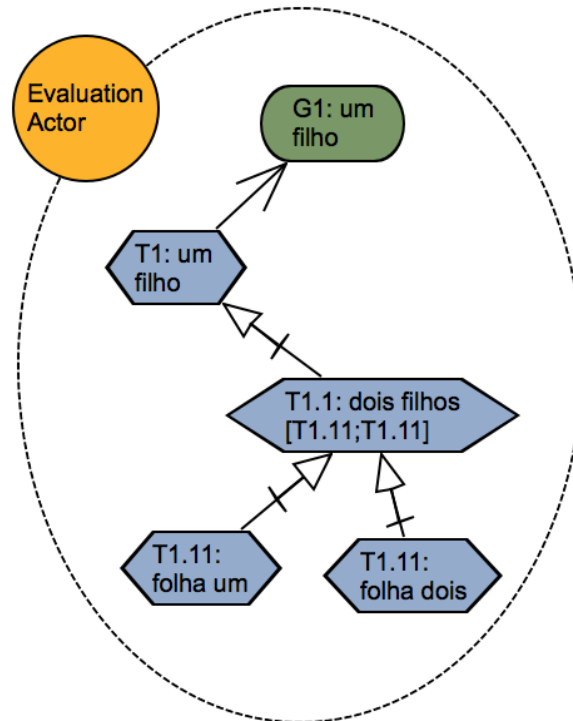 Evaluation
Actor
G1: um
filho
T1: um
filho
T1.1: dois filhos
[T1.11;T1.11]
T1.11:
folha um
T1.11:
folha dois